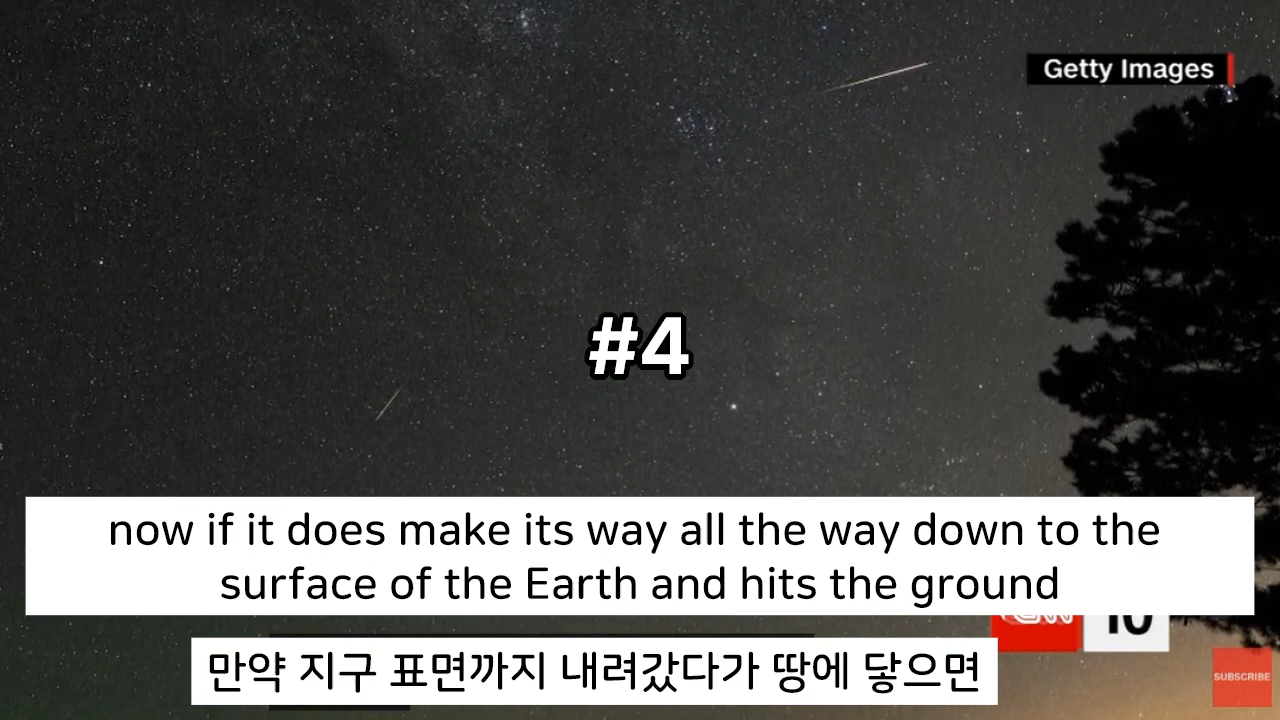 Getty Images
#4
now if it does make its way all the way down to the
surface of the Earth and hits the ground
10
만약 지구 표면까지 내려갔다가 땅에 닿으면
SUBSCRIBE